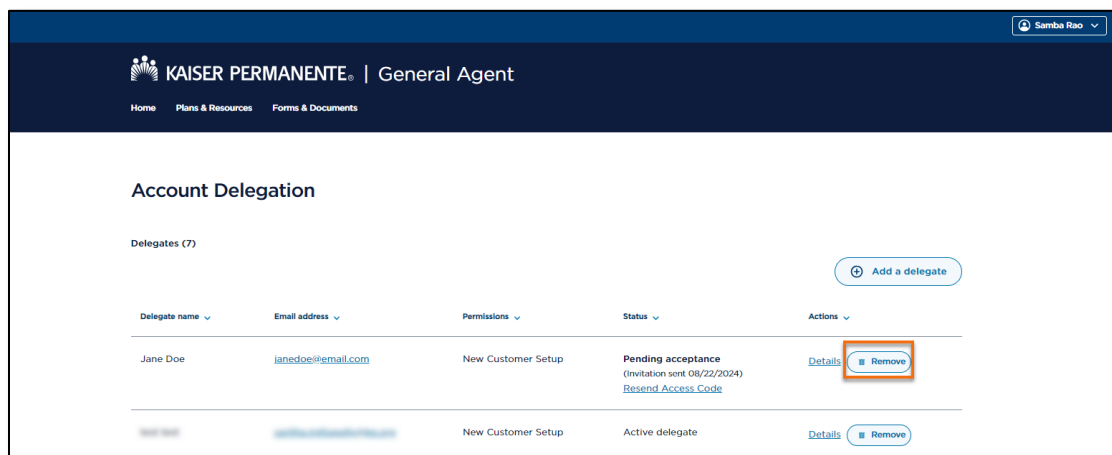 Samba Rao
KAISER PERMANENTE® | General Agent
Home Plans & Resources Forms & Documents
Account Delegation
Delegates (7)
Add a delegate
Delegate name Email address Permissions Status Actions
Jane Doe janedoe@email.com New Customer Setup Pending acceptance Details Remove
(Invitation sent 08/22/2024)
Resend Access Code
New Customer Setup Active delegate Details Remove